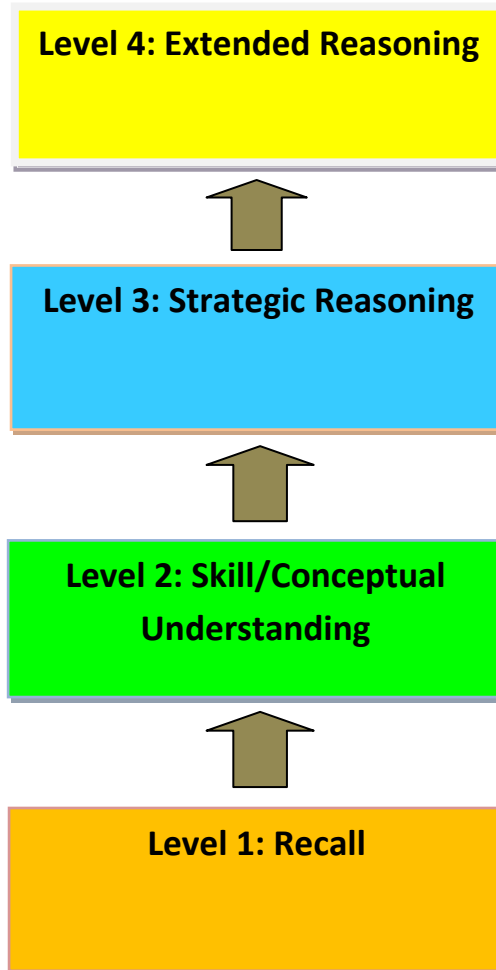 Level 4: Extended Reasoning
Level 3: Strategic Reasoning
Level 2: Skill/Conceptual
Understanding
Level 1: Recall